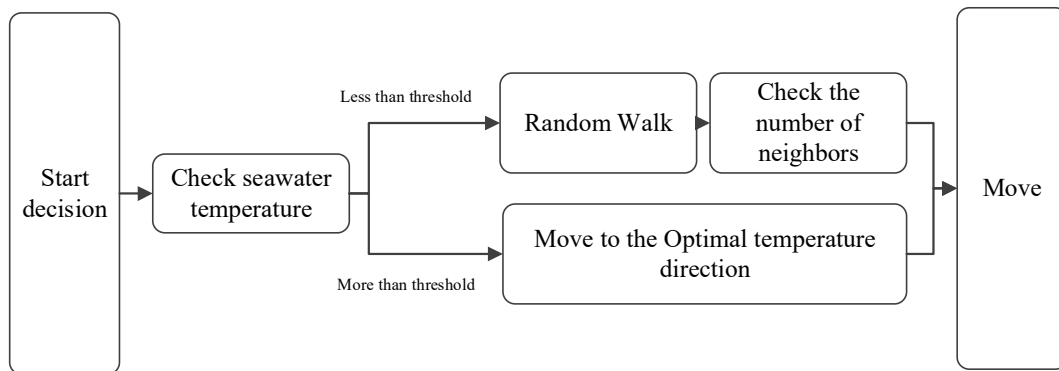 Start
decision
Check seawater
temperature
Less than threshold
More than threshold
Random Walk
Check the
number of
neighbors
Move to the Optimal temperature
direction
Move